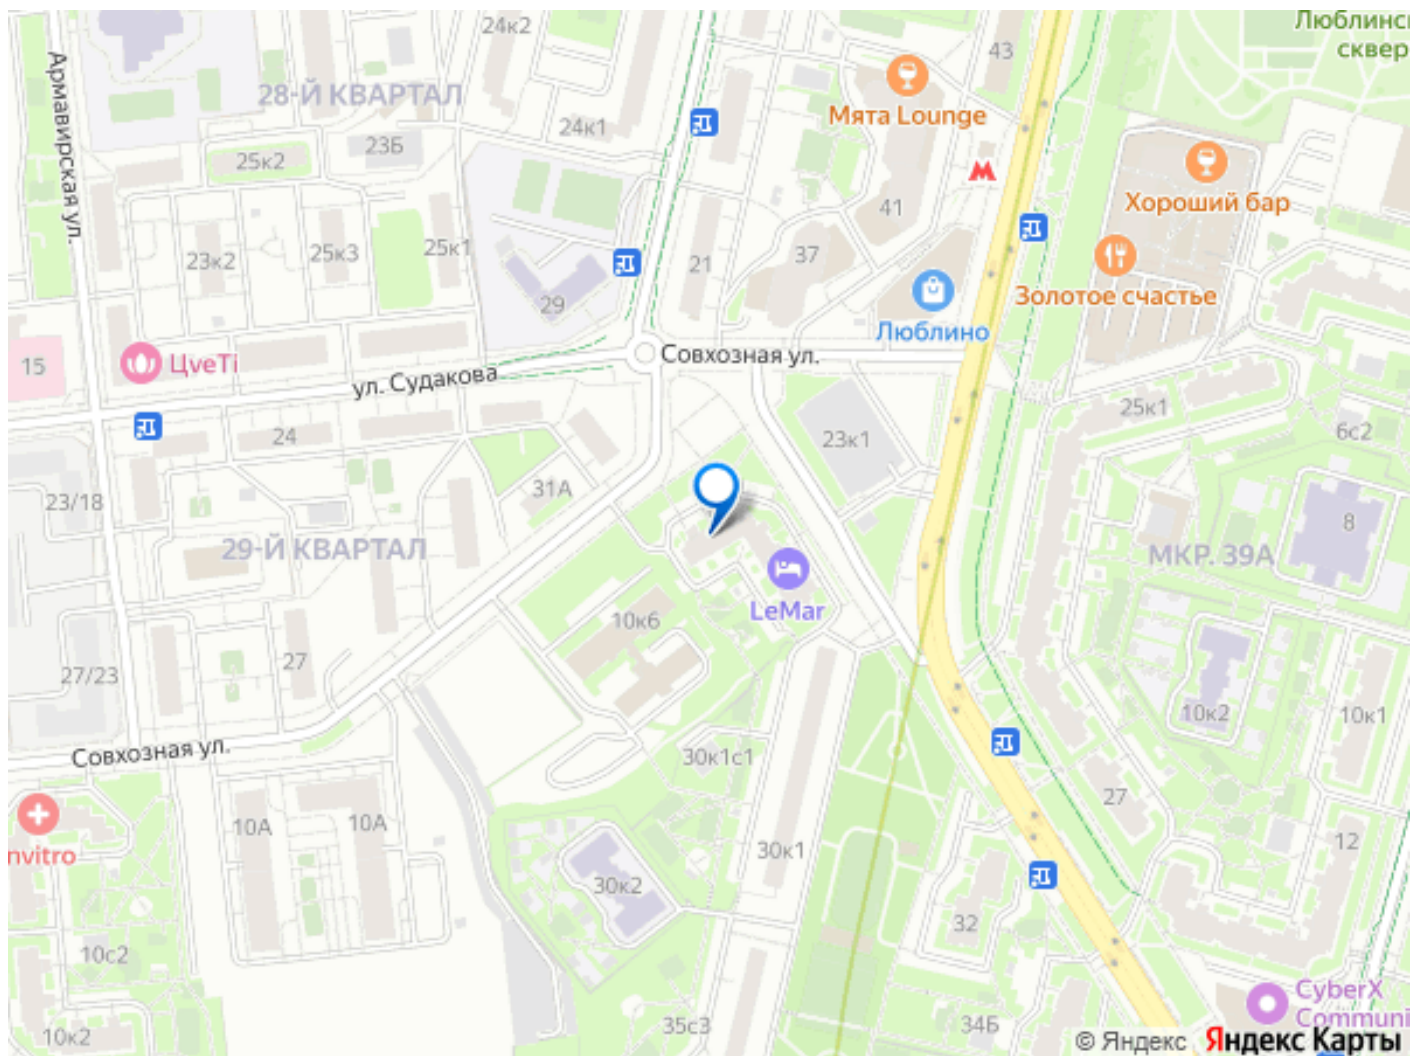 Люблинс
сквер
24к2
43
Армавирская ул.
28-Й КВАРТАЛ
Мята Lounge
24к1
23Б
25к2
Хороший бар
41
25к1
25к3
23к2
37
21
29
Золотое счастье
Люблино
15
ЦveTi
Совхозная ул.
ул. Судакова
25к1
6с2
24
23к1
31А
23/18
8
29-Й КВАРТАЛ
МКР. 39А
LeMar
10к6
27
27/23
10к2
10к1
Совхозная ул.
30к1с1
27
10А
10А
12
nvitro
30к1
30к2
32
10с2
CyberX
Communi
35с3
34Б
10к2
© Яндекс Яндекс Карты